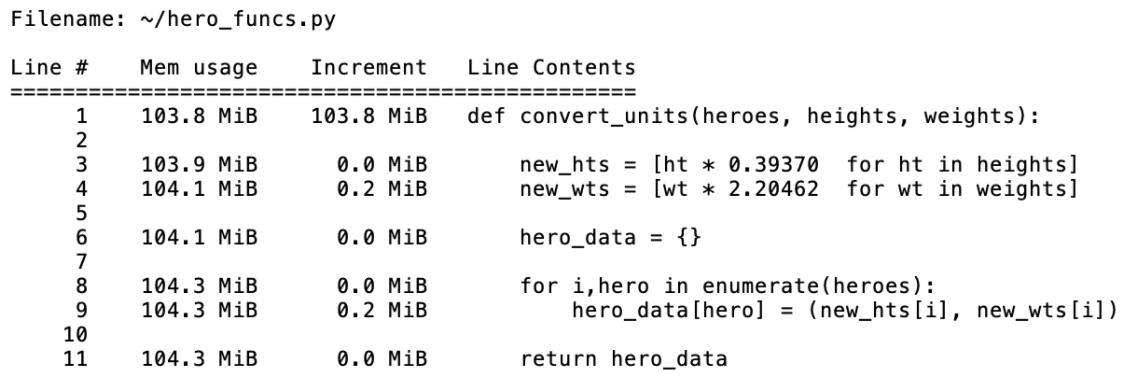 Filename: ~/hero_funcs.py
Line #    Mem usage    Increment   Line Contents
================================================
     1    103.8 MiB    103.8 MiB   def convert_units(heroes, heights, weights):
     2
     3    103.9 MiB      0.0 MiB       new_hts = [ht * 0.39370  for ht in heights]
     4    104.1 MiB      0.2 MiB       new_wts = [wt * 2.20462  for wt in weights]
     5
     6    104.1 MiB      0.0 MiB       hero_data = {}
     7
     8    104.3 MiB      0.0 MiB       for i,hero in enumerate(heroes):
     9    104.3 MiB      0.2 MiB           hero_data[hero] = (new_hts[i], new_wts[i])
    10
    11    104.3 MiB      0.0 MiB       return hero_data